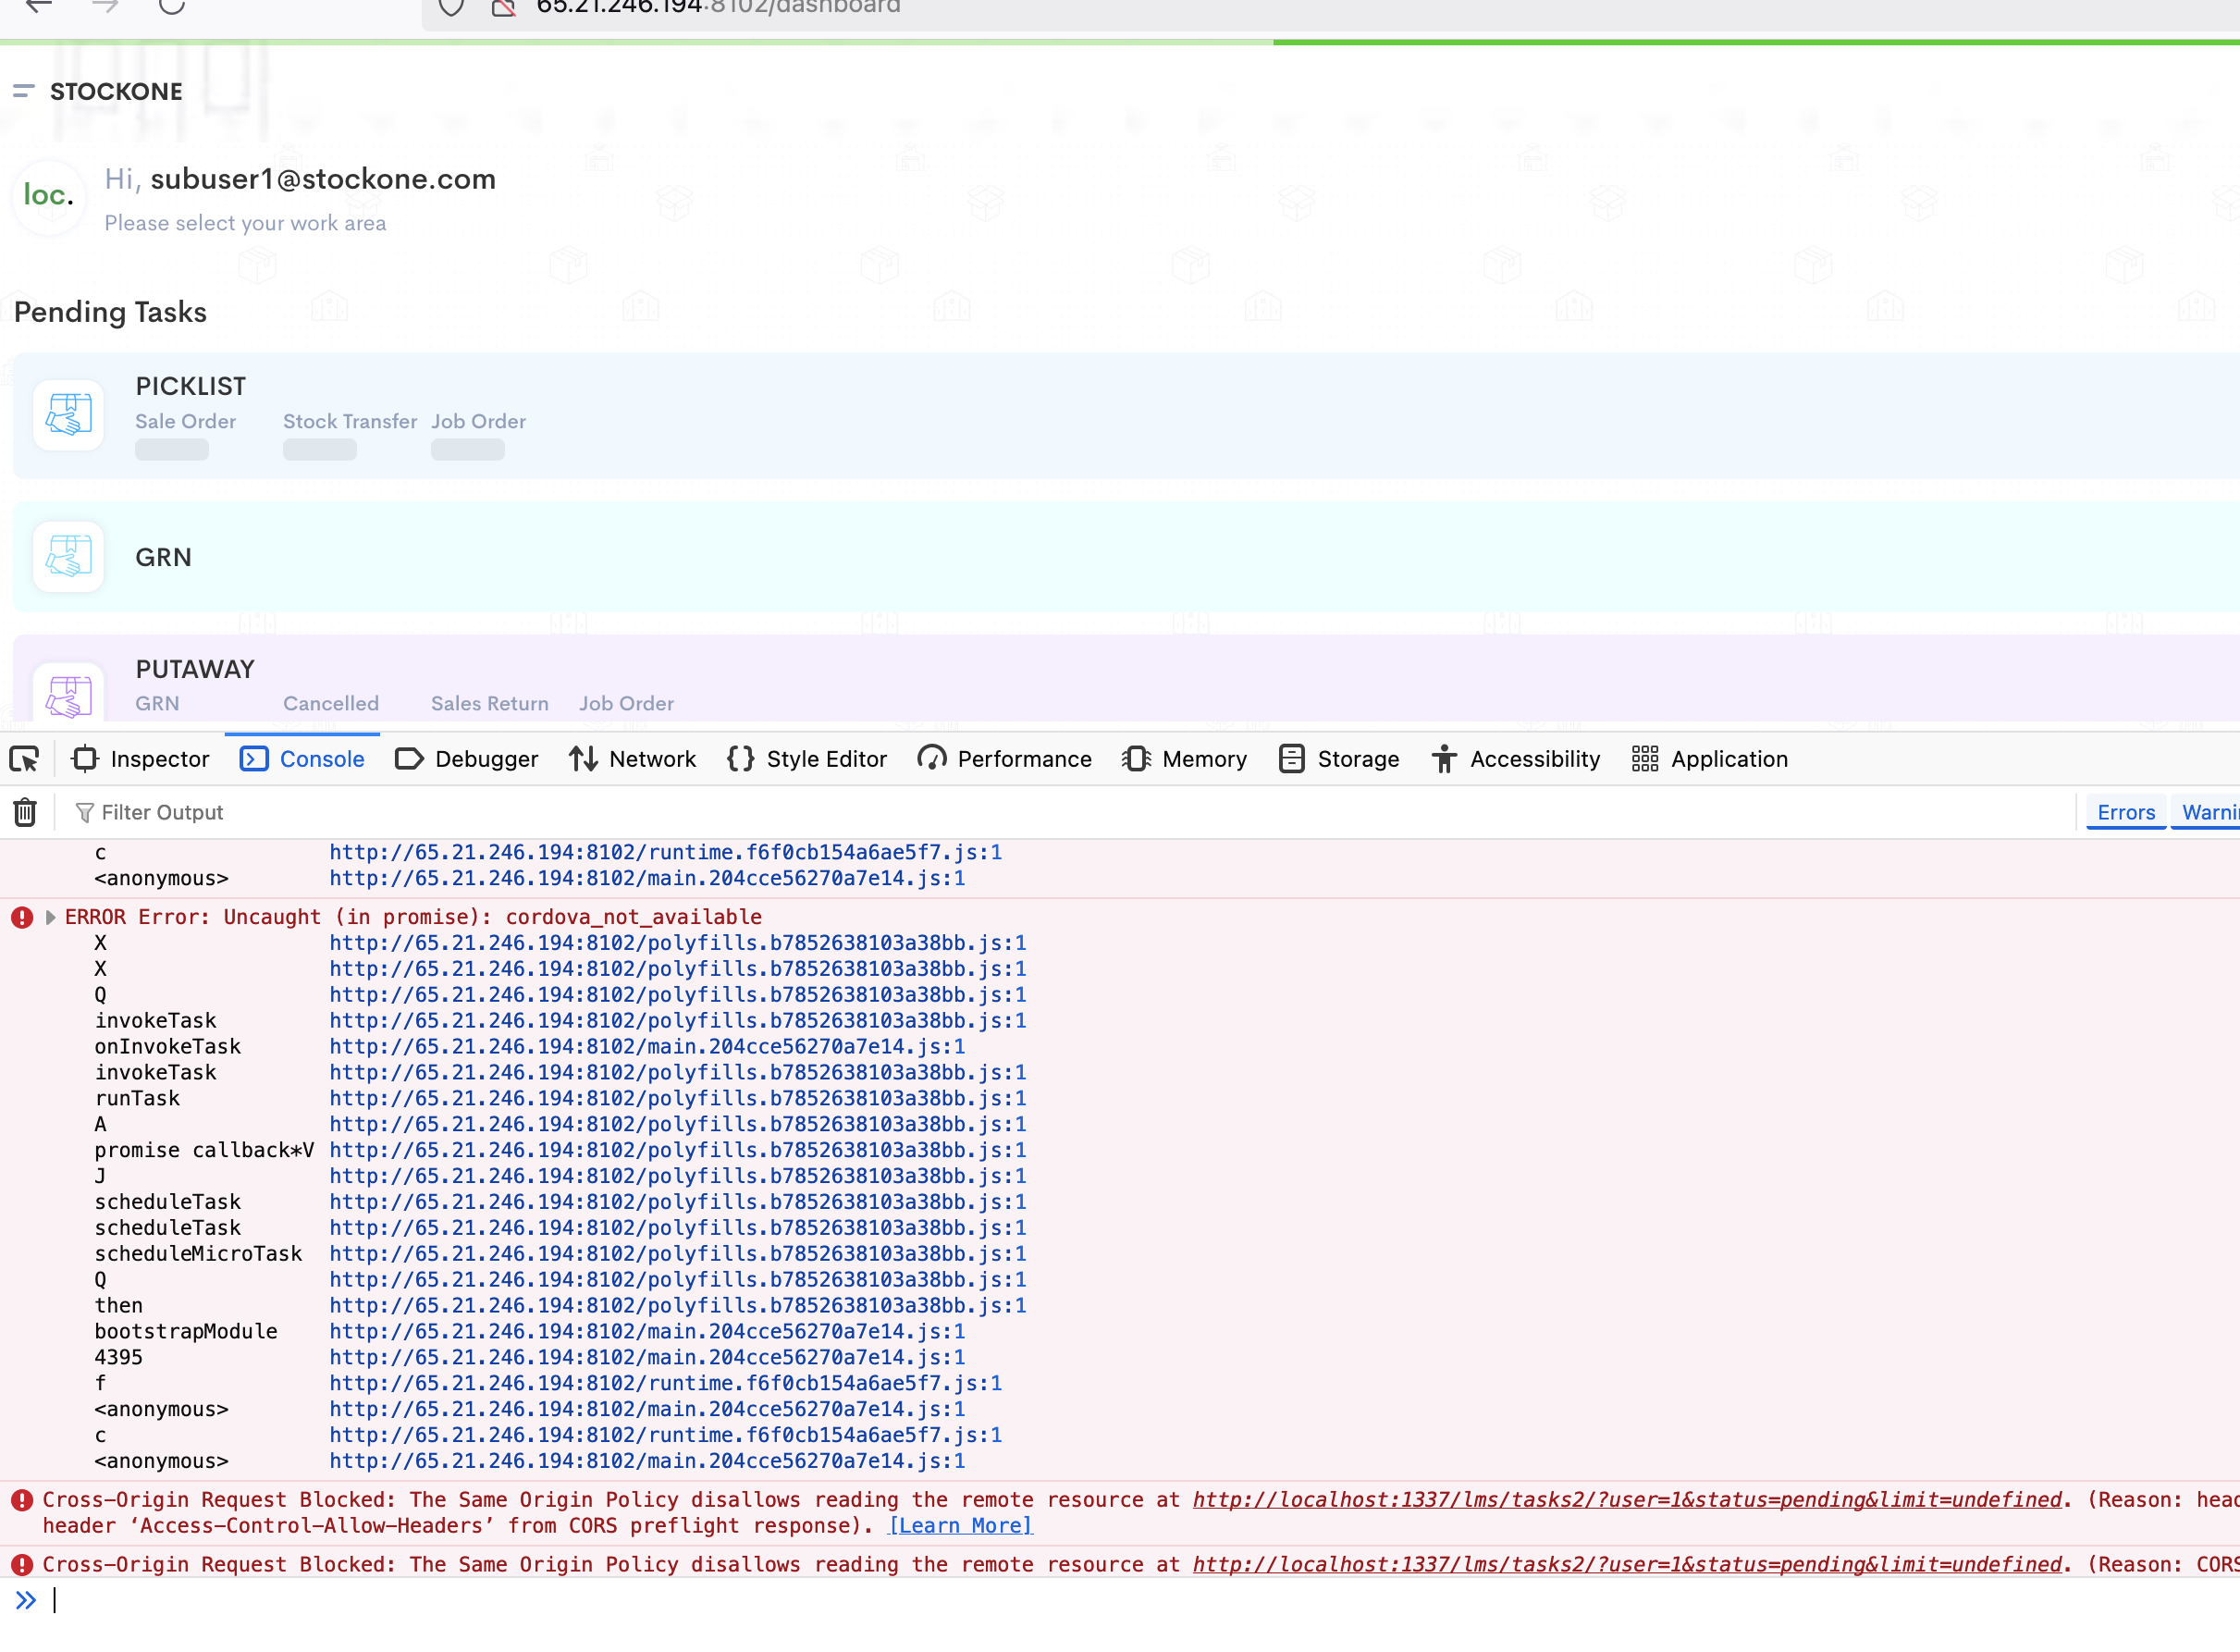 65.21.246.194:8102/dashboard
STOCKONE
loc.
Hi, subuser1@stockone.com
Please select your work area
Pending Tasks
PICKLIST
Sale Order Stock Transfer Job Order
GRN
PUTAWAY
GRN Cancelled Sales Return Job Order
Inspector Console Debugger Network Style Editor Performance Memory Storage Accessibility Application
Filter Output Errors
c http://65.21.246.194:8102/runtime.f6f0cb154a6ae5f7.js:1
<anonymous> http://65.21.246.194:8102/main.204cce56270a7e14.js:1
ERROR Error: Uncaught (in promise): cordova_not_available
X http://65.21.246.194:8102/polyfills.b7852638103a38bb.js:1
X http://65.21.246.194:8102/polyfills.b7852638103a38bb.js:1
Q http://65.21.246.194:8102/polyfills.b7852638103a38bb.js:1
invokeTask http://65.21.246.194:8102/polyfills.b7852638103a38bb.js:1
onInvokeTask http://65.21.246.194:8102/main.204cce56270a7e14.js:1
invokeTask http://65.21.246.194:8102/polyfills.b7852638103a38bb.js:1
runTask http://65.21.246.194:8102/polyfills.b7852638103a38bb.js:1
A http://65.21.246.194:8102/polyfills.b7852638103a38bb.js:1
promise callback*V http://65.21.246.194:8102/polyfills.b7852638103a38bb.js:1
J http://65.21.246.194:8102/polyfills.b7852638103a38bb.js:1
scheduleTask http://65.21.246.194:8102/polyfills.b7852638103a38bb.js:1
scheduleTask http://65.21.246.194:8102/polyfills.b7852638103a38bb.js:1
scheduleMicroTask http://65.21.246.194:8102/polyfills.b7852638103a38bb.js:1
Q http://65.21.246.194:8102/polyfills.b7852638103a38bb.js:1
then http://65.21.246.194:8102/polyfills.b7852638103a38bb.js:1
bootstrapModule http://65.21.246.194:8102/main.204cce56270a7e14.js:1
4395 http://65.21.246.194:8102/main.204cce56270a7e14.js:1
f http://65.21.246.194:8102/runtime.f6f0cb154a6ae5f7.js:1
<anonymous> http://65.21.246.194:8102/main.204cce56270a7e14.js:1
c http://65.21.246.194:8102/runtime.f6f0cb154a6ae5f7.js:1
<anonymous> http://65.21.246.194:8102/main.204cce56270a7e14.js:1
Cross-Origin Request Blocked: The Same Origin Policy disallows reading the remote resource at http://localhost:1337/lms/tasks2/?user=1&status=pending&limit=undefined. (Reason:
header ‘Access-Control-Allow-Headers’ from CORS preflight response). [Learn More]
Cross-Origin Request Blocked: The Same Origin Policy disallows reading the remote resource at http://localhost:1337/lms/tasks2/?user=1&status=pending&limit=undefined. (Reason: CORS